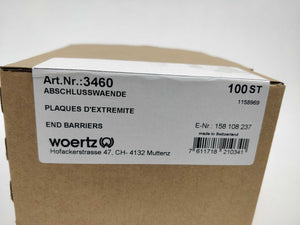 Art.Nr.:3460 100 ST
ABSCHLUSSWAENDE 1158969
PLAQUES D'EXTREMITE
END BARRIERS E-Nr.: 158 108 237
made in Switzerland
woertz
Hofackerstrasse 47, CH- 4132 Muttenz
7 611718 210341